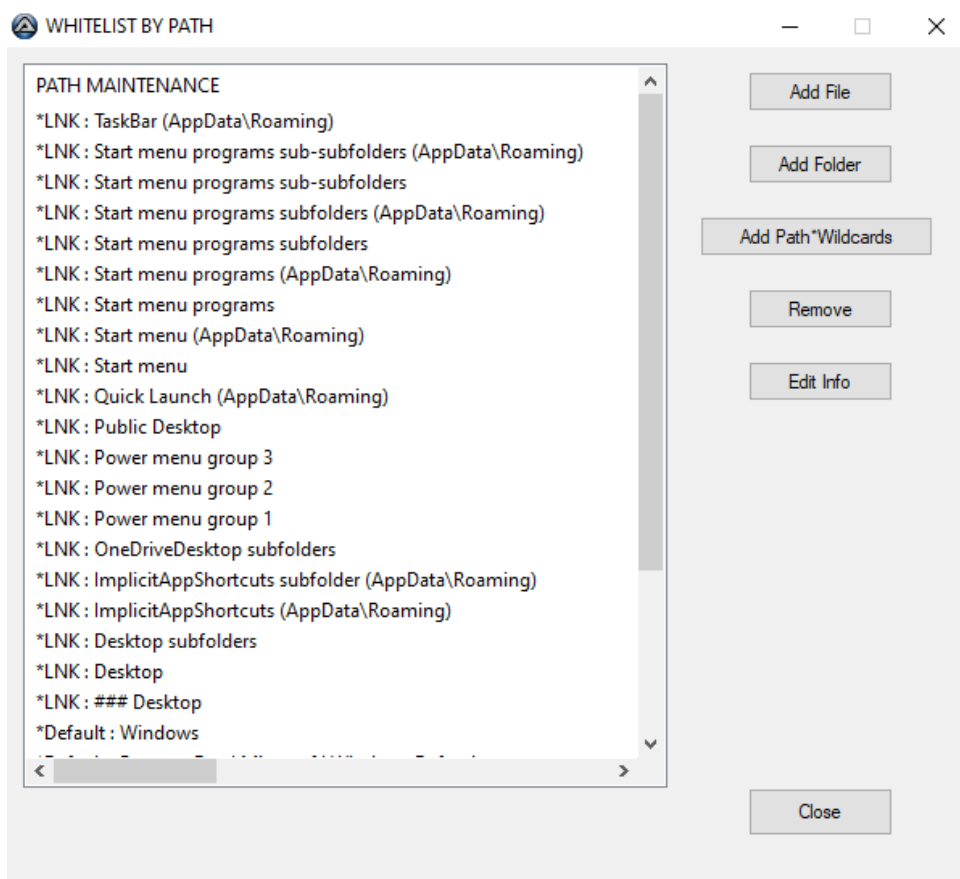 WHITELIST BY PATH
PATH MAINTENANCE
*LNK : TaskBar (AppData\Roaming)
*LNK : Start menu programs sub-subfolders (AppData\Roaming)
*LNK : Start menu programs sub-subfolders
*LNK : Start menu programs subfolders (AppData\Roaming)
*LNK : Start menu programs subfolders
*LNK : Start menu programs (AppData\Roaming)
*LNK : Start menu programs
*LNK : Start menu (AppData\Roaming)
*LNK : Start menu
*LNK : Quick Launch (AppData\Roaming)
*LNK : Public Desktop
*LNK : Power menu group 3
*LNK : Power menu group 2
*LNK : Power menu group 1
*LNK : OneDriveDesktop subfolders
*LNK : ImplicitAppShortcuts subfolder (AppData\Roaming)
*LNK : ImplicitAppShortcuts (AppData\Roaming)
*LNK : Desktop subfolders
*LNK : Desktop
*LNK : ### Desktop
*Default : Windows
Add File
Add Folder
Add Path*Wildcards
Remove
Edit Info
Close